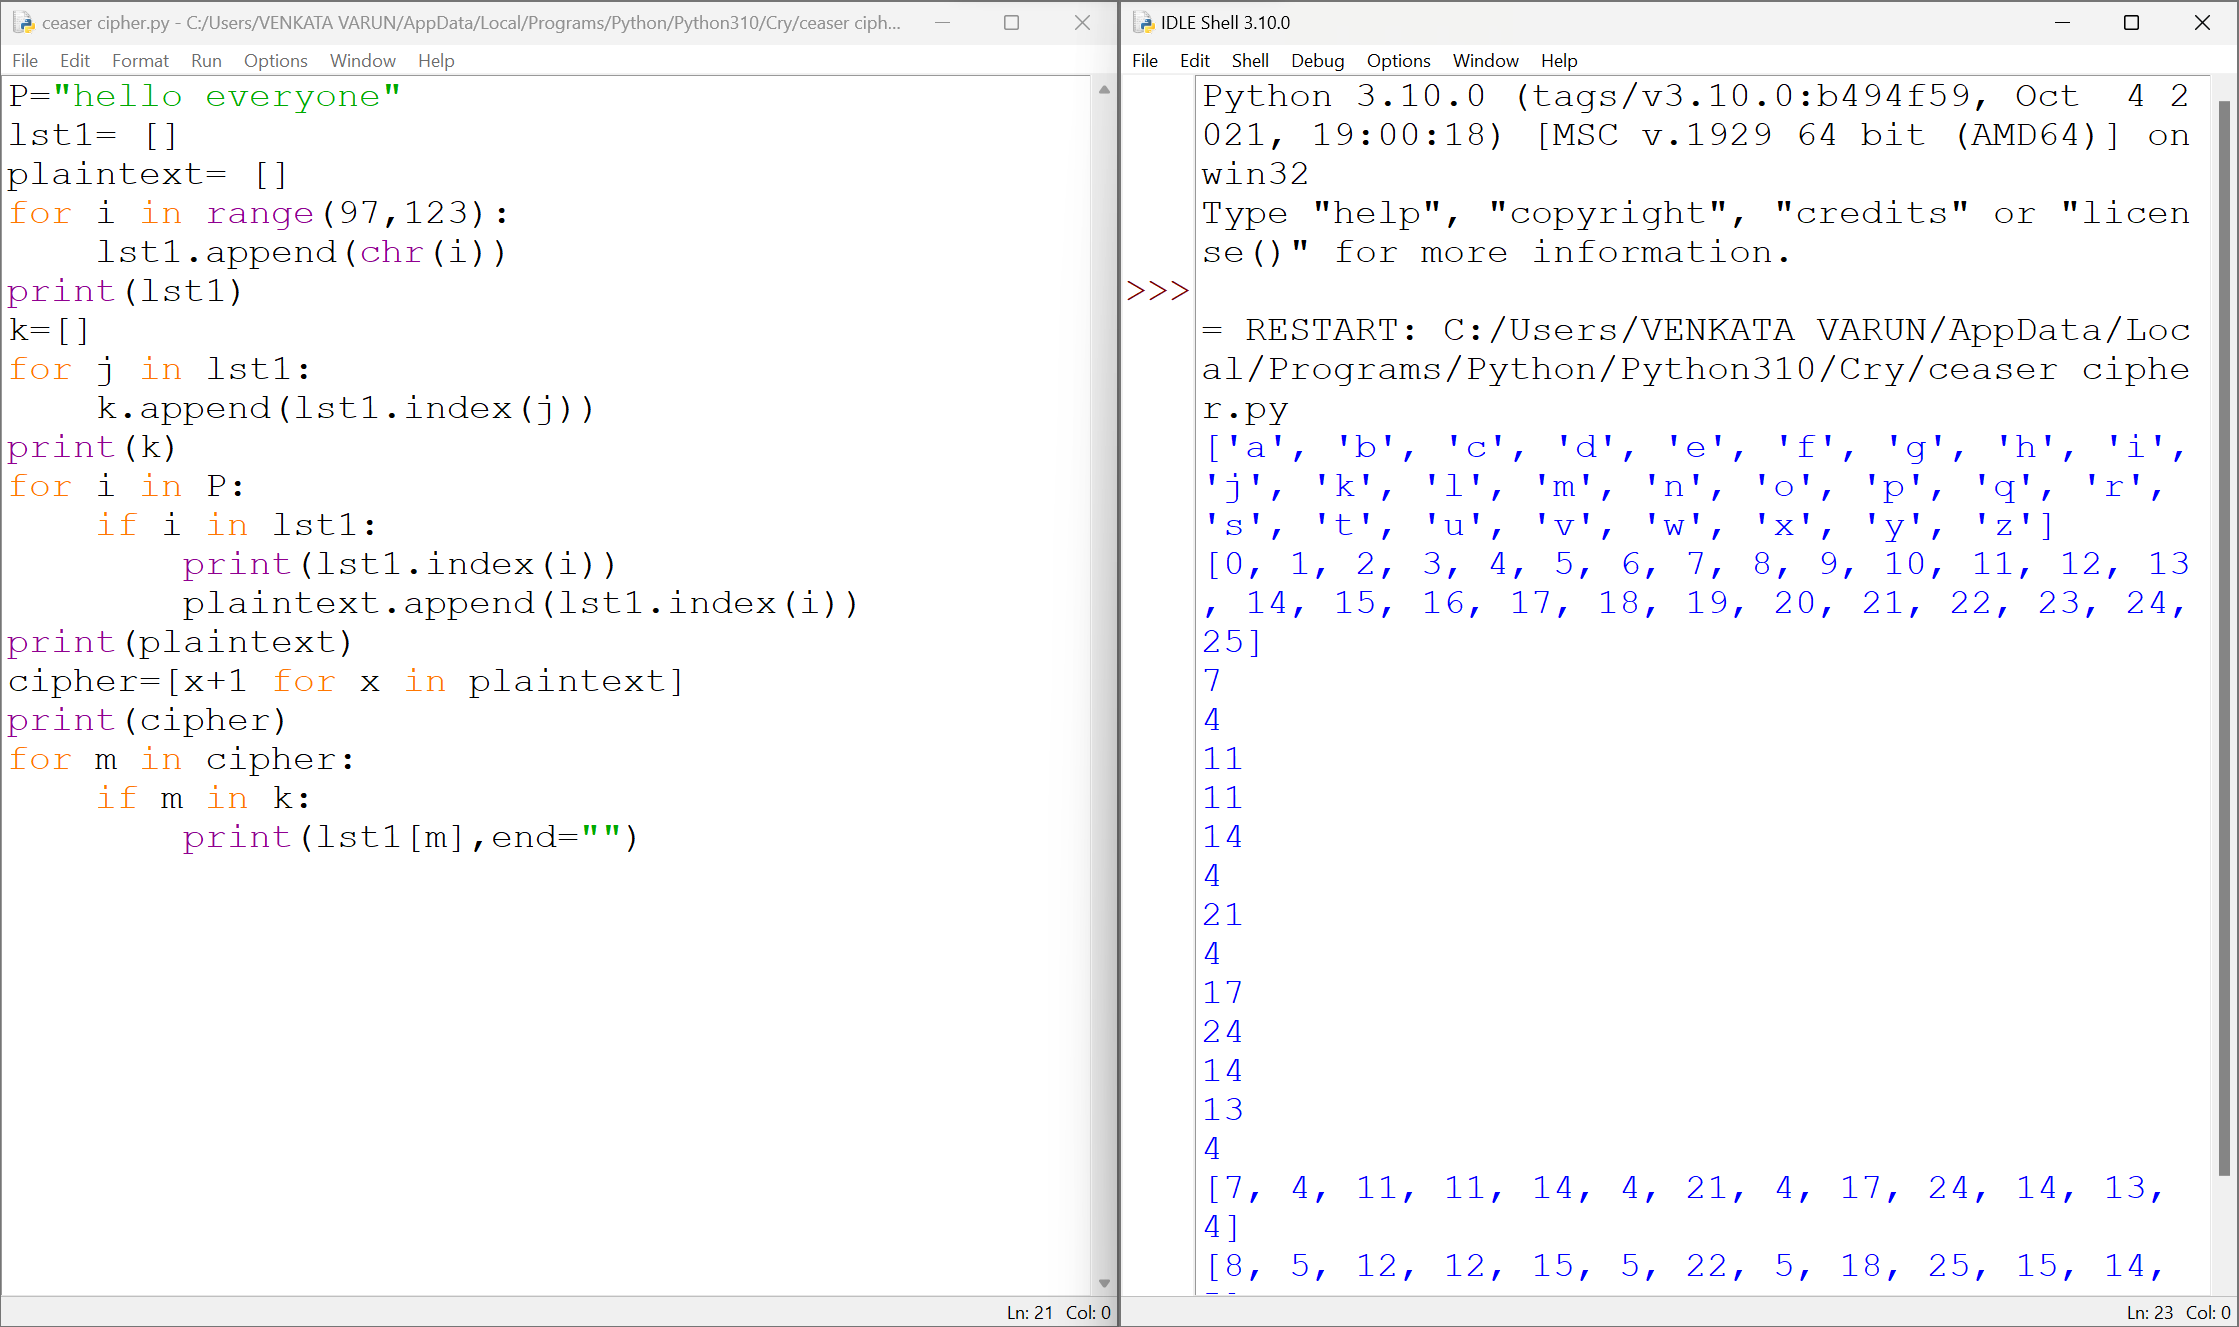 ceaser cipher.py - C:/Users/VENKATA VARUN/AppData/Local/Programs/Python/Python310/Cry/ceaser ciph...
File Edit Format Run Options Window Help
P="hello everyone"
lst1= []
plaintext= []
for i in range(97,123):
    lst1.append(chr(i))
print(lst1)
k=[]
for j in lst1:
    k.append(lst1.index(j))
print(k)
for i in P:
    if i in lst1:
        print(lst1.index(i))
        plaintext.append(lst1.index(i))
print(plaintext)
cipher=[x+1 for x in plaintext]
print(cipher)
for m in cipher:
    if m in k:
        print(lst1[m],end="")
Ln: 21 Col: 0
IDLE Shell 3.10.0
File Edit Shell Debug Options Window Help
Python 3.10.0 (tags/v3.10.0:b494f59, Oct  4 2
021, 19:00:18) [MSC v.1929 64 bit (AMD64)] on
win32
Type "help", "copyright", "credits" or "licen
se()" for more information.
>>>
= RESTART: C:/Users/VENKATA VARUN/AppData/Loc
al/Programs/Python/Python310/Cry/ceaser ciphe
r.py
['a', 'b', 'c', 'd', 'e', 'f', 'g', 'h', 'i',
'j', 'k', 'l', 'm', 'n', 'o', 'p', 'q', 'r',
's', 't', 'u', 'v', 'w', 'x', 'y', 'z']
[0, 1, 2, 3, 4, 5, 6, 7, 8, 9, 10, 11, 12, 13
, 14, 15, 16, 17, 18, 19, 20, 21, 22, 23, 24,
25]
7
4
11
11
14
4
21
4
17
24
14
13
4
[7, 4, 11, 11, 14, 4, 21, 4, 17, 24, 14, 13,
4]
[8, 5, 12, 12, 15, 5, 22, 5, 18, 25, 15, 14,
Ln: 23 Col: 0